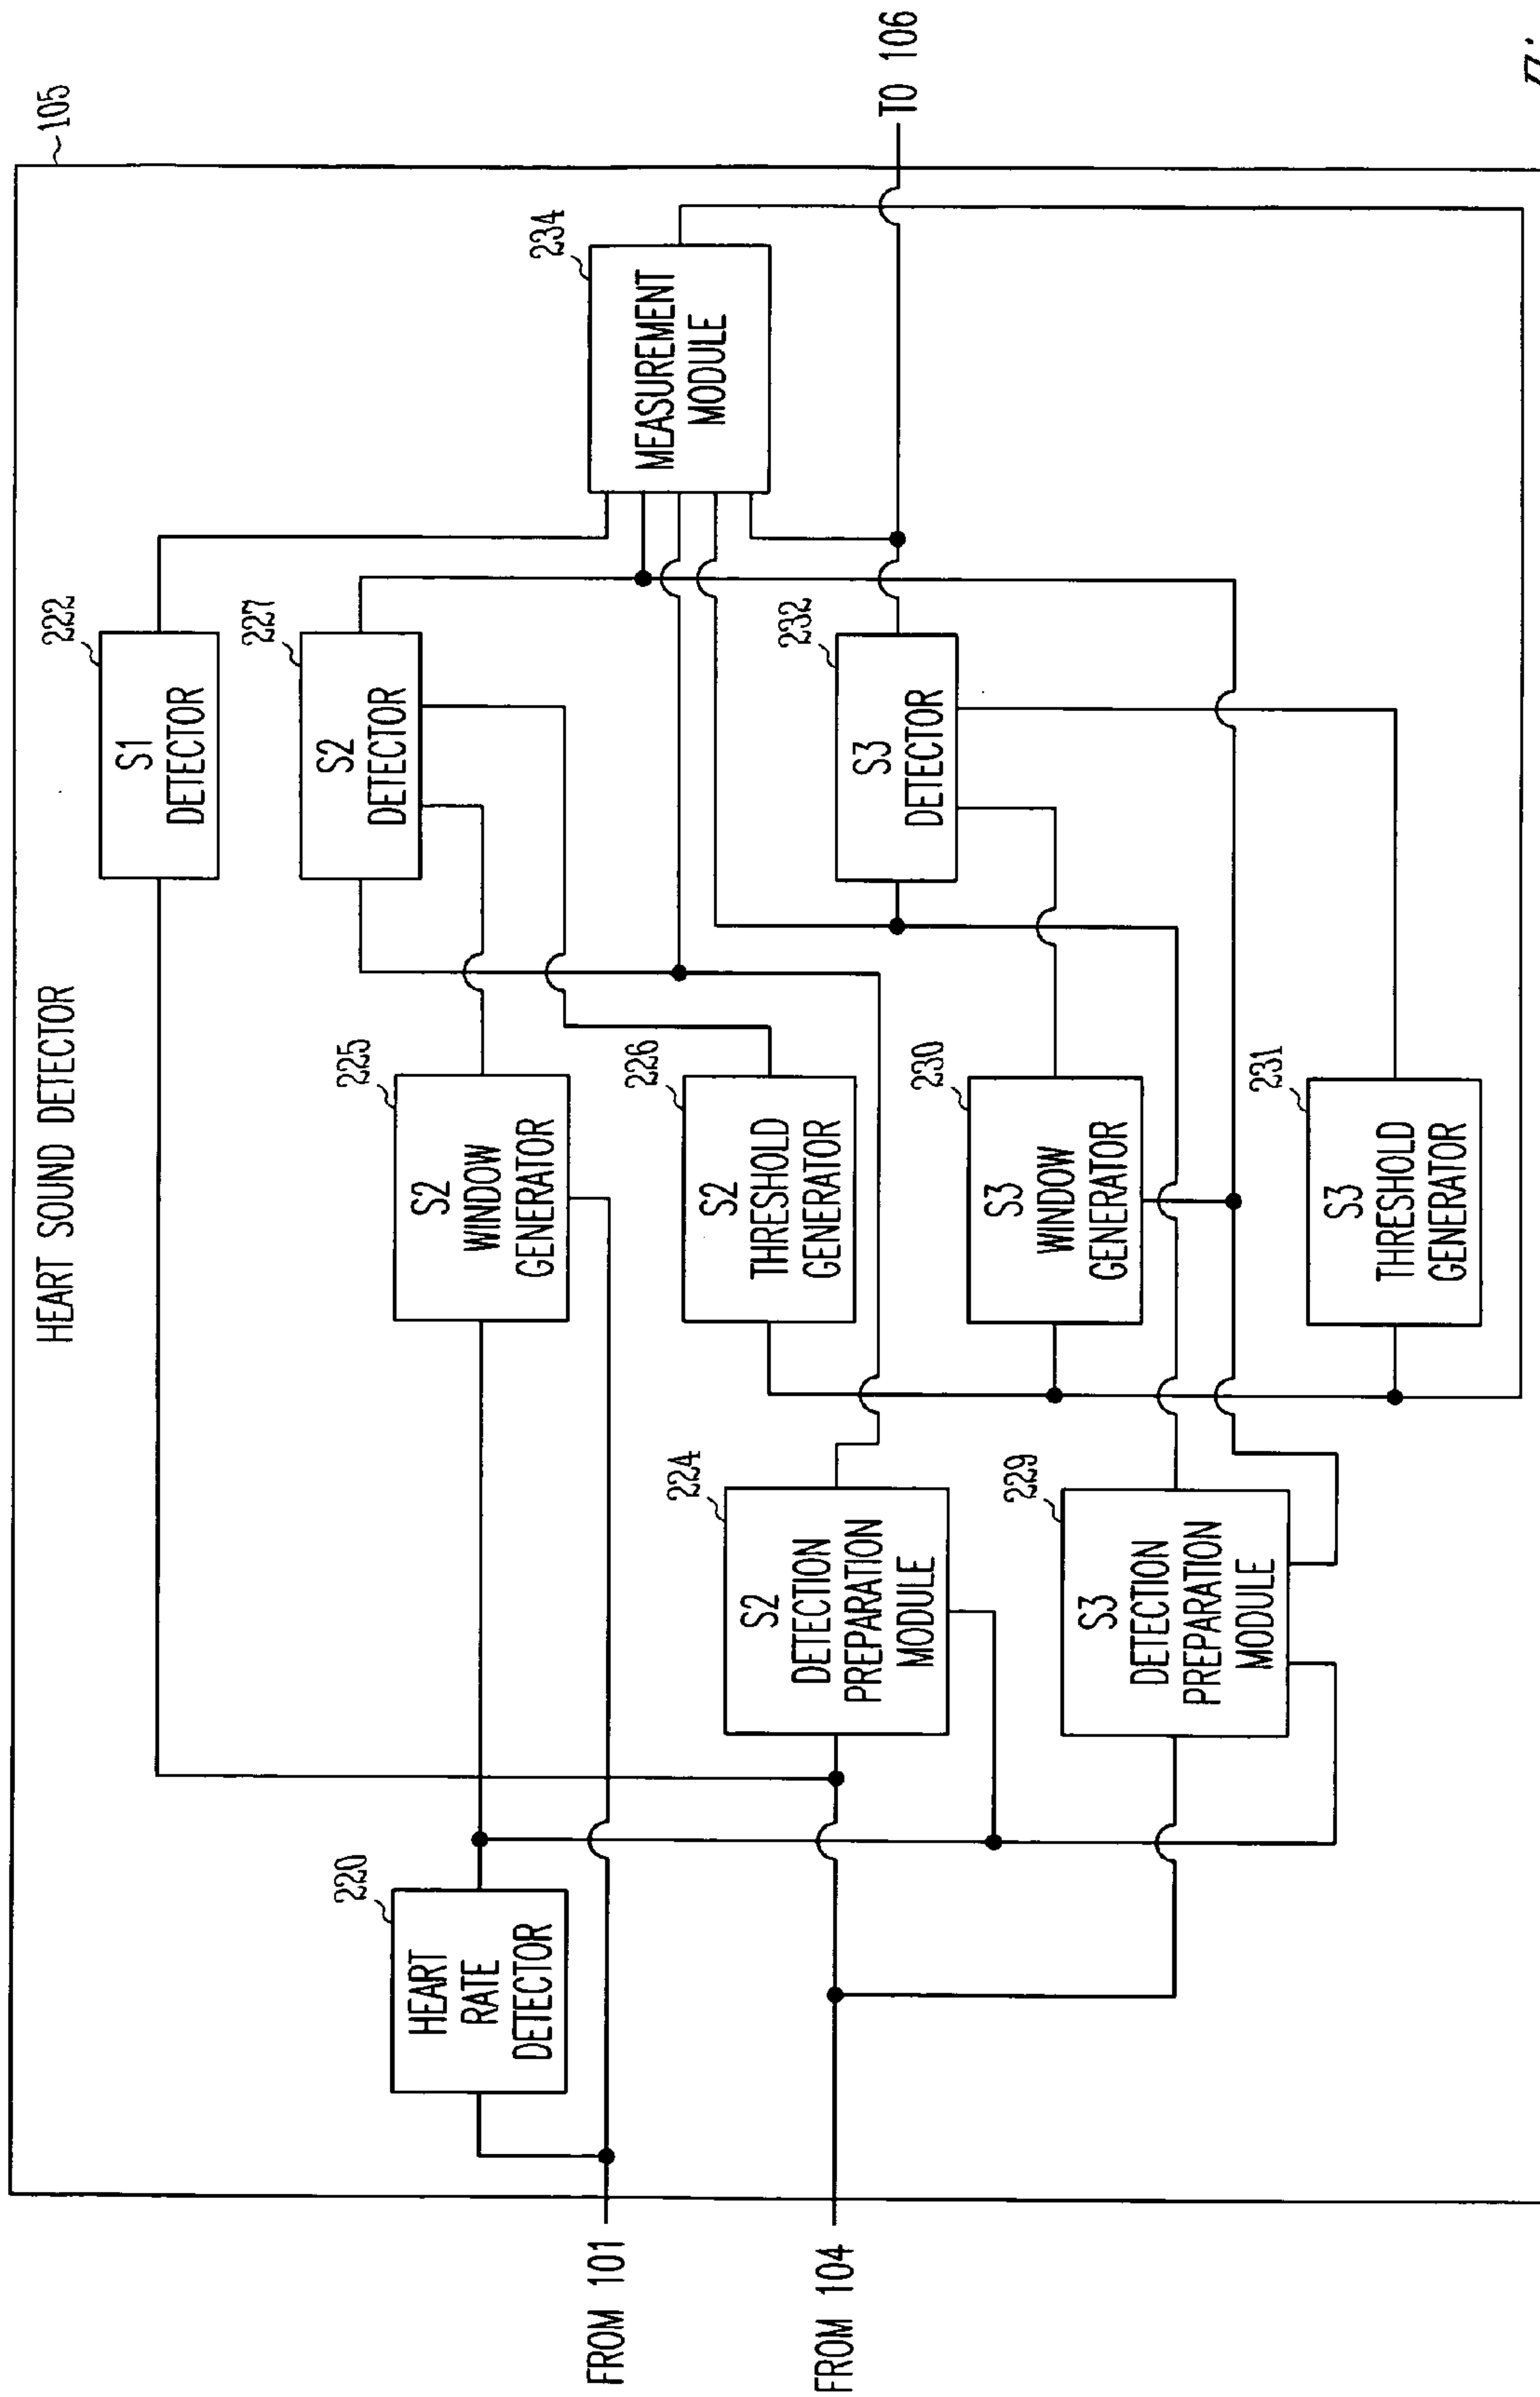 HEART SOUND DETECTOR
105
222
S1
DETECTOR
227
S2
DETECTOR
225
S2
WINDOW
GENERATOR
220
HEART
RATE
DETECTOR
234
MEASUREMENT
MODULE
FROM 101
226
S2
THRESHOLD
GENERATOR
224
S2
DETECTION
PREPARATION
MODULE
FROM 104
232
S3
DETECTOR
TO 106
230
S3
WINDOW
GENERATOR
229
S3
DETECTION
PREPARATION
MODULE
231
S3
THRESHOLD
GENERATOR